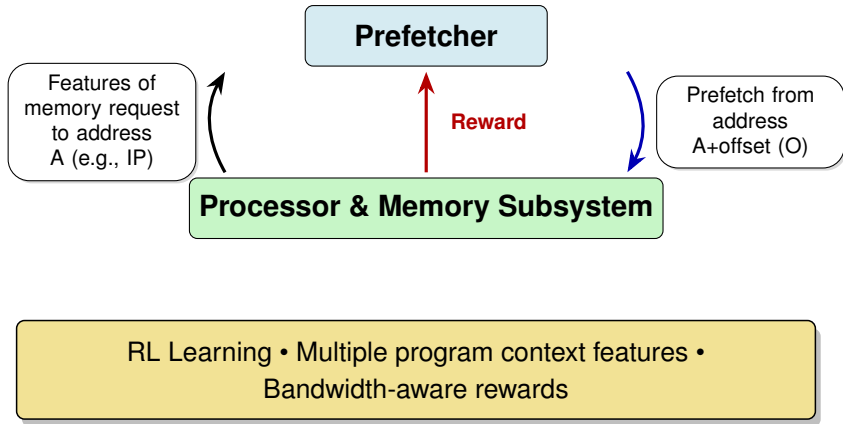 Prefetcher
Features of
memory request
to address
A (e.g., IP)
Reward
Prefetch from
address
A+offset (O)
Processor & Memory Subsystem
RL Learning • Multiple program context features •
Bandwidth-aware rewards